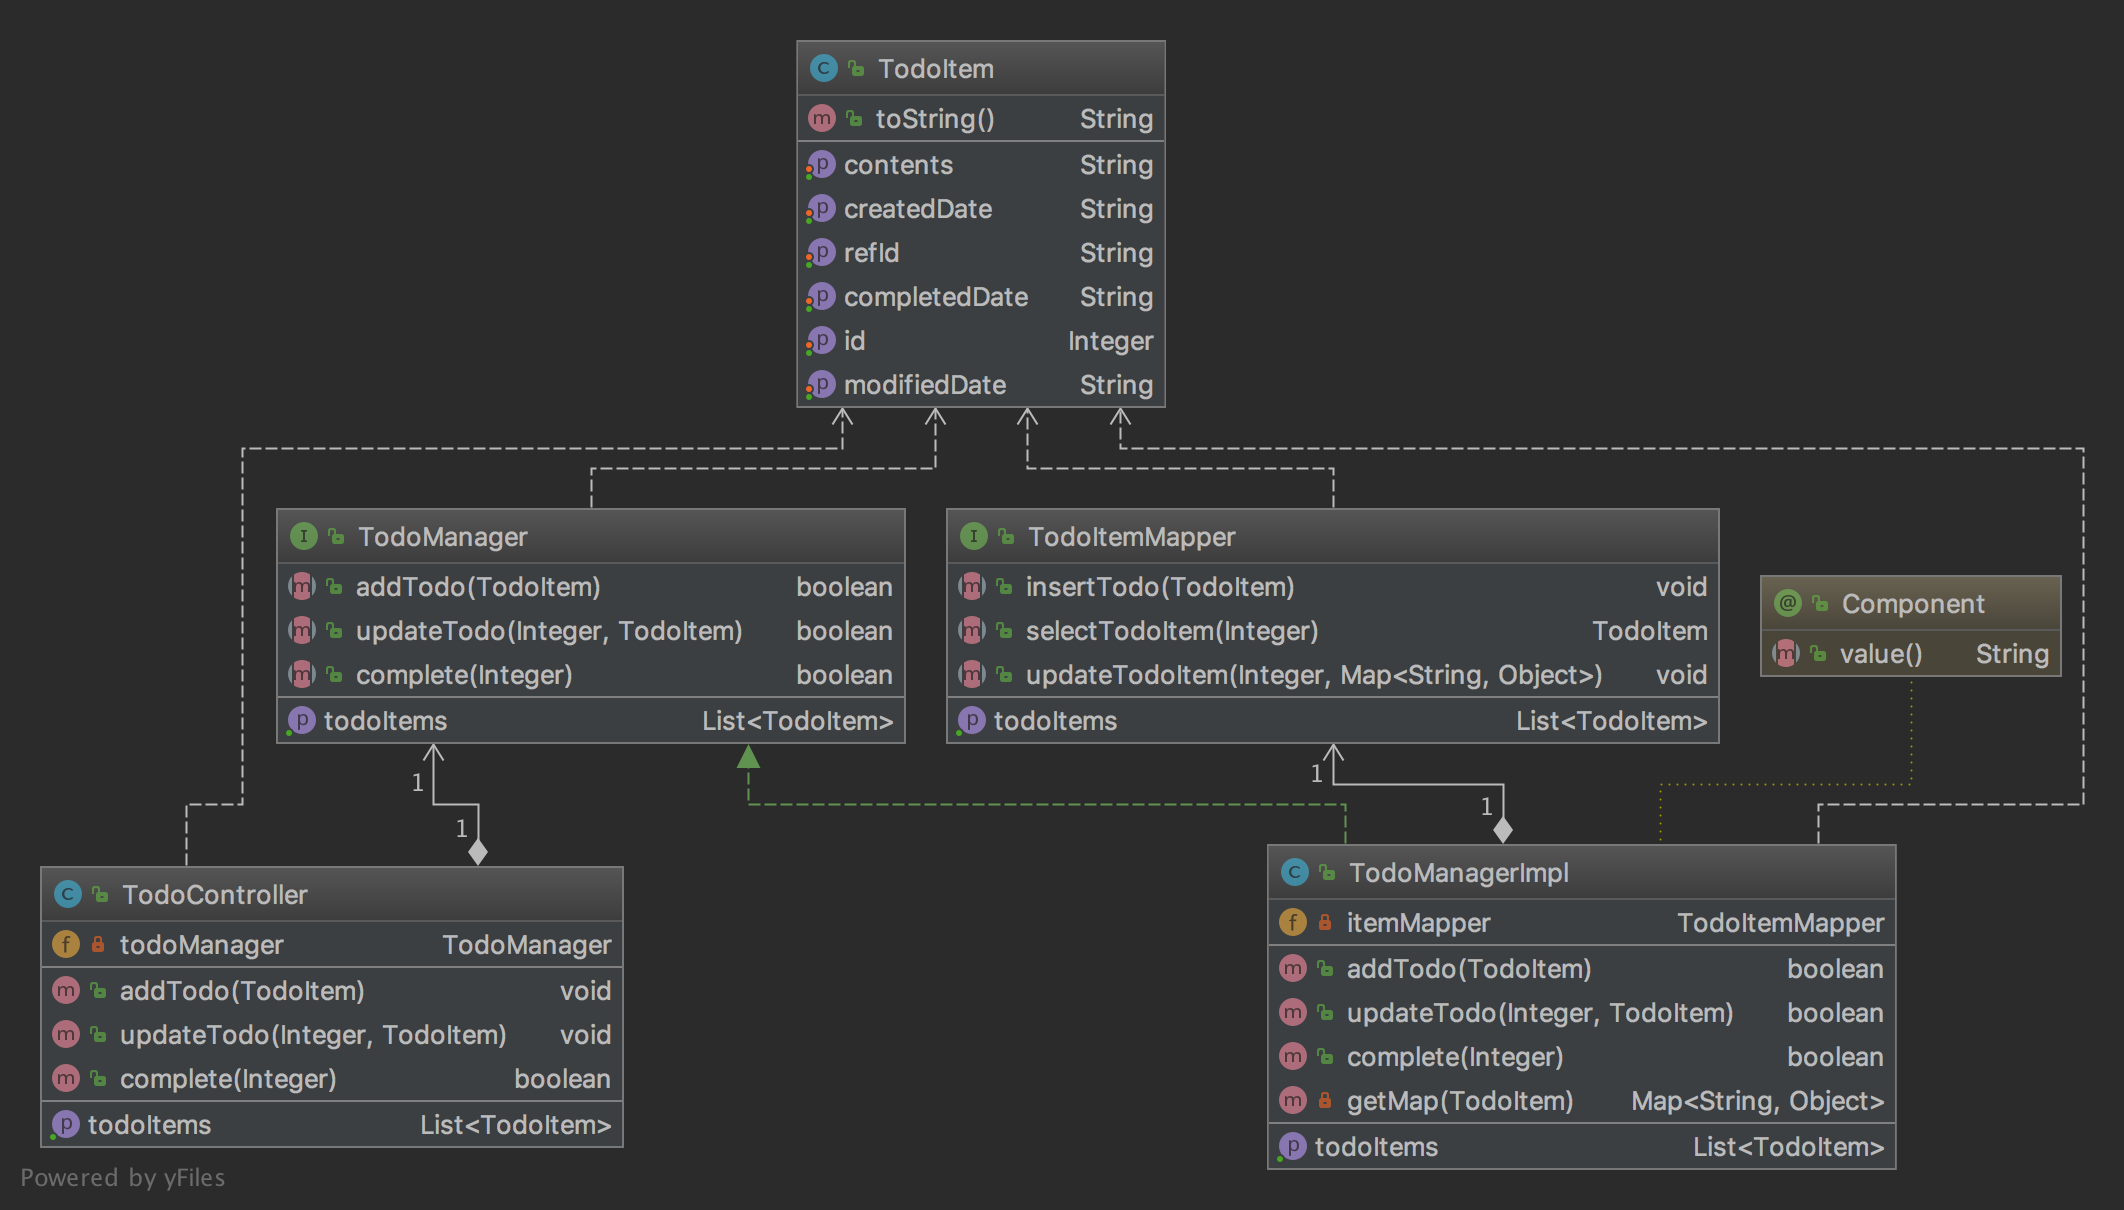 C TodoItem
m toString() String
p contents String
p createdDate String
p refId String
p completedDate String
p id Integer
p modifiedDate String
I TodoManager
m addTodo(TodoItem) boolean
m updateTodo(Integer, TodoItem) boolean
m complete(Integer) boolean
p todoItems List<TodoItem>
I TodoItemMapper
m insertTodo(TodoItem) void
m selectTodoItem(Integer) TodoItem
m updateTodoItem(Integer, Map<String, Object>) void
p todoItems List<TodoItem>
@ Component
m value() String
1
1
1
1
C TodoController
f todoManager TodoManager
m addTodo(TodoItem) void
m updateTodo(Integer, TodoItem) void
m complete(Integer) boolean
p todoItems List<TodoItem>
C TodoManagerImpl
f itemMapper TodoItemMapper
m addTodo(TodoItem) boolean
m updateTodo(Integer, TodoItem) boolean
m complete(Integer) boolean
m getMap(TodoItem) Map<String, Object>
p todoItems List<TodoItem>
Powered by yFiles